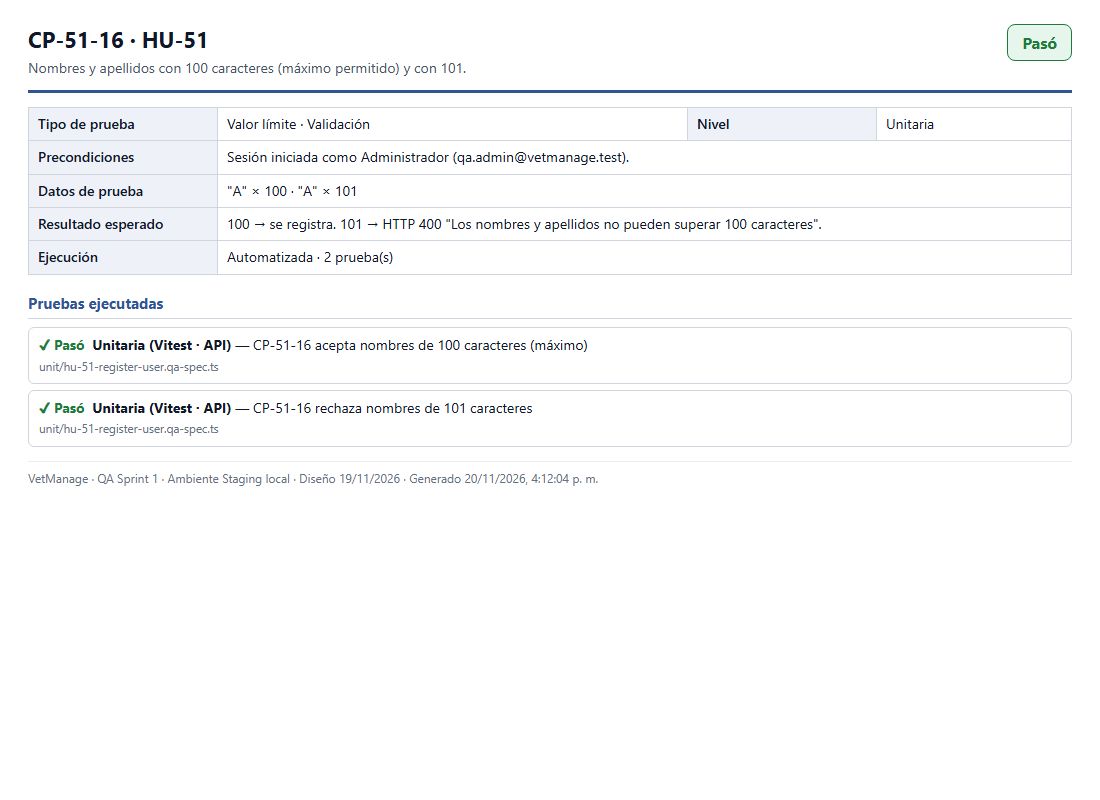 CP-51-16 · HU-51
Pasó
Nombres y apellidos con 100 caracteres (máximo permitido) y con 101.
Tipo de prueba Valor límite · Validación Nivel Unitaria
Precondiciones Sesión iniciada como Administrador (qa.admin@vetmanage.test).
Datos de prueba "A" × 100 · "A" × 101
Resultado esperado 100 → se registra. 101 → HTTP 400 "Los nombres y apellidos no pueden superar 100 caracteres".
Ejecución Automatizada · 2 prueba(s)
Pruebas ejecutadas
✔ Pasó Unitaria (Vitest · API) — CP-51-16 acepta nombres de 100 caracteres (máximo)
unit/hu-51-register-user.qa-spec.ts
✔ Pasó Unitaria (Vitest · API) — CP-51-16 rechaza nombres de 101 caracteres
unit/hu-51-register-user.qa-spec.ts
VetManage · QA Sprint 1 · Ambiente Staging local · Diseño 19/11/2026 · Generado 20/11/2026, 4:12:04 p. m.